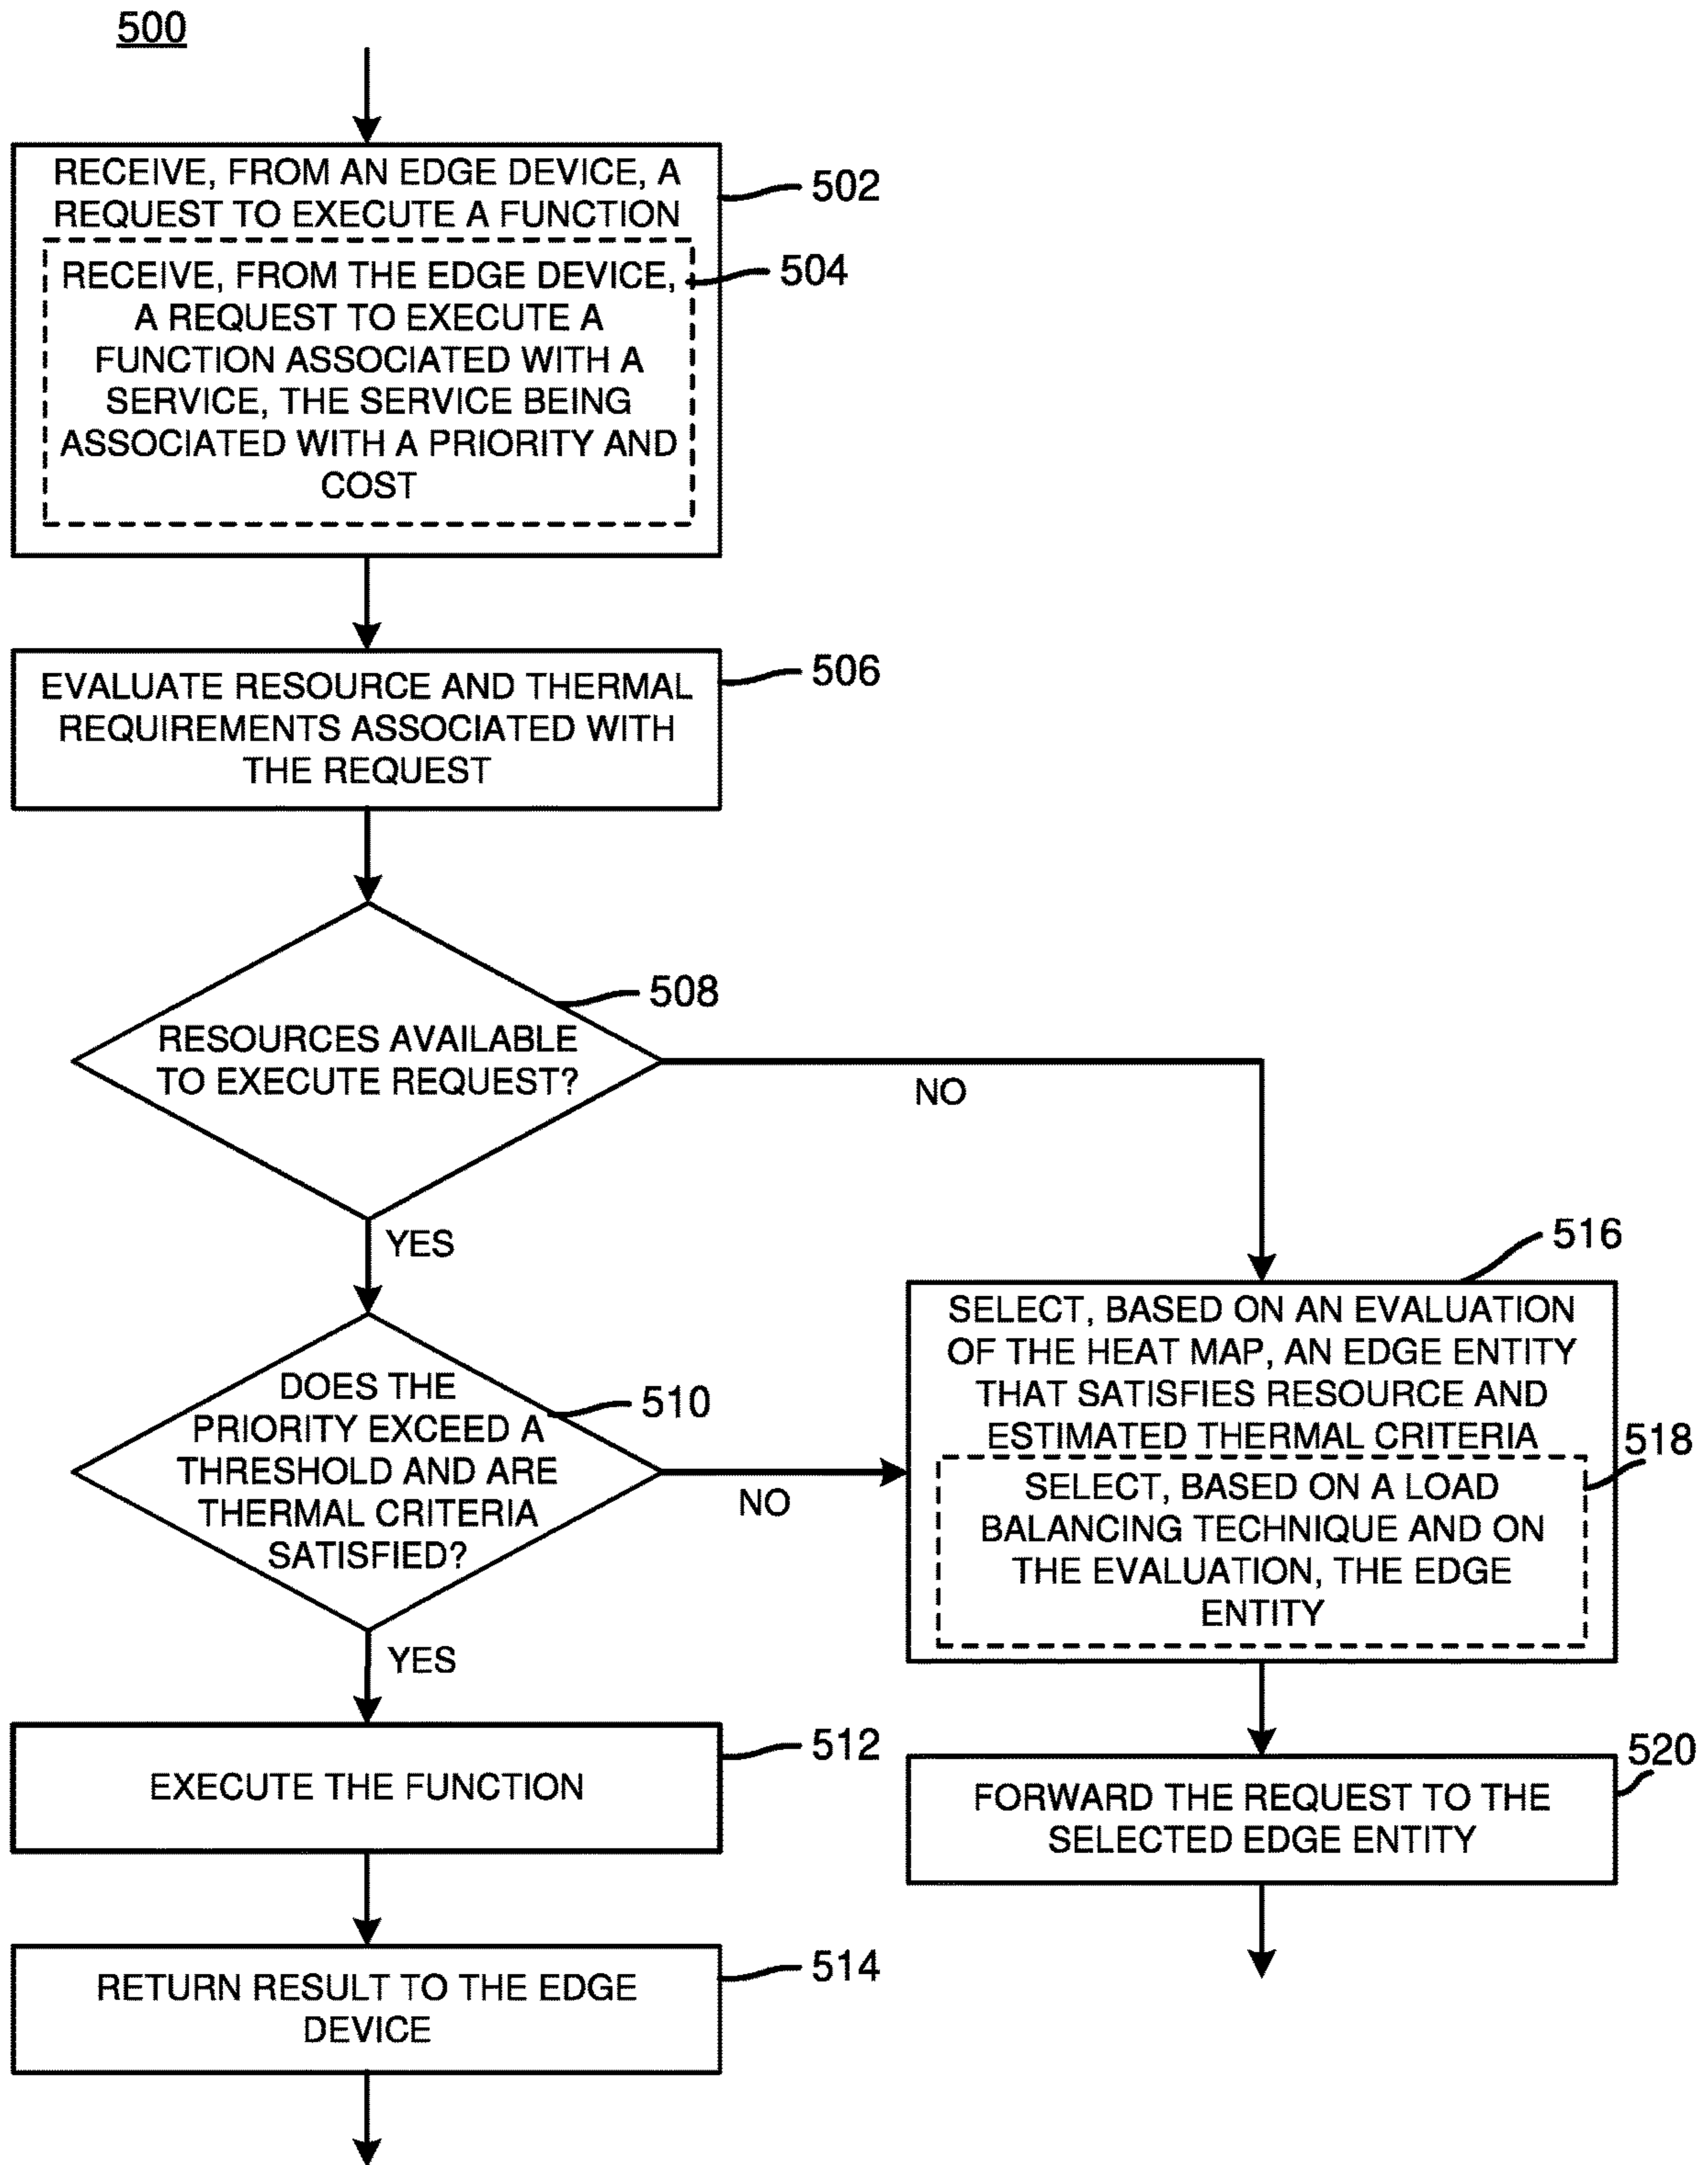 500
RECEIVE, FROM AN EDGE DEVICE, A
REQUEST TO EXECUTE A FUNCTION
502
RECEIVE, FROM THE EDGE DEVICE,
A REQUEST TO EXECUTE A
FUNCTION ASSOCIATED WITH A
SERVICE, THE SERVICE BEING
ASSOCIATED WITH A PRIORITY AND
COST
504
EVALUATE RESOURCE AND THERMAL
REQUIREMENTS ASSOCIATED WITH
THE REQUEST
506
RESOURCES AVAILABLE
TO EXECUTE REQUEST?
508
NO
YES
DOES THE
PRIORITY EXCEED A
THRESHOLD AND ARE
THERMAL CRITERIA
SATISFIED?
510
NO
YES
EXECUTE THE FUNCTION
512
RETURN RESULT TO THE EDGE
DEVICE
514
516
SELECT, BASED ON AN EVALUATION
OF THE HEAT MAP, AN EDGE ENTITY
THAT SATISFIES RESOURCE AND
ESTIMATED THERMAL CRITERIA
518
SELECT, BASED ON A LOAD
BALANCING TECHNIQUE AND ON
THE EVALUATION, THE EDGE
ENTITY
520
FORWARD THE REQUEST TO THE
SELECTED EDGE ENTITY